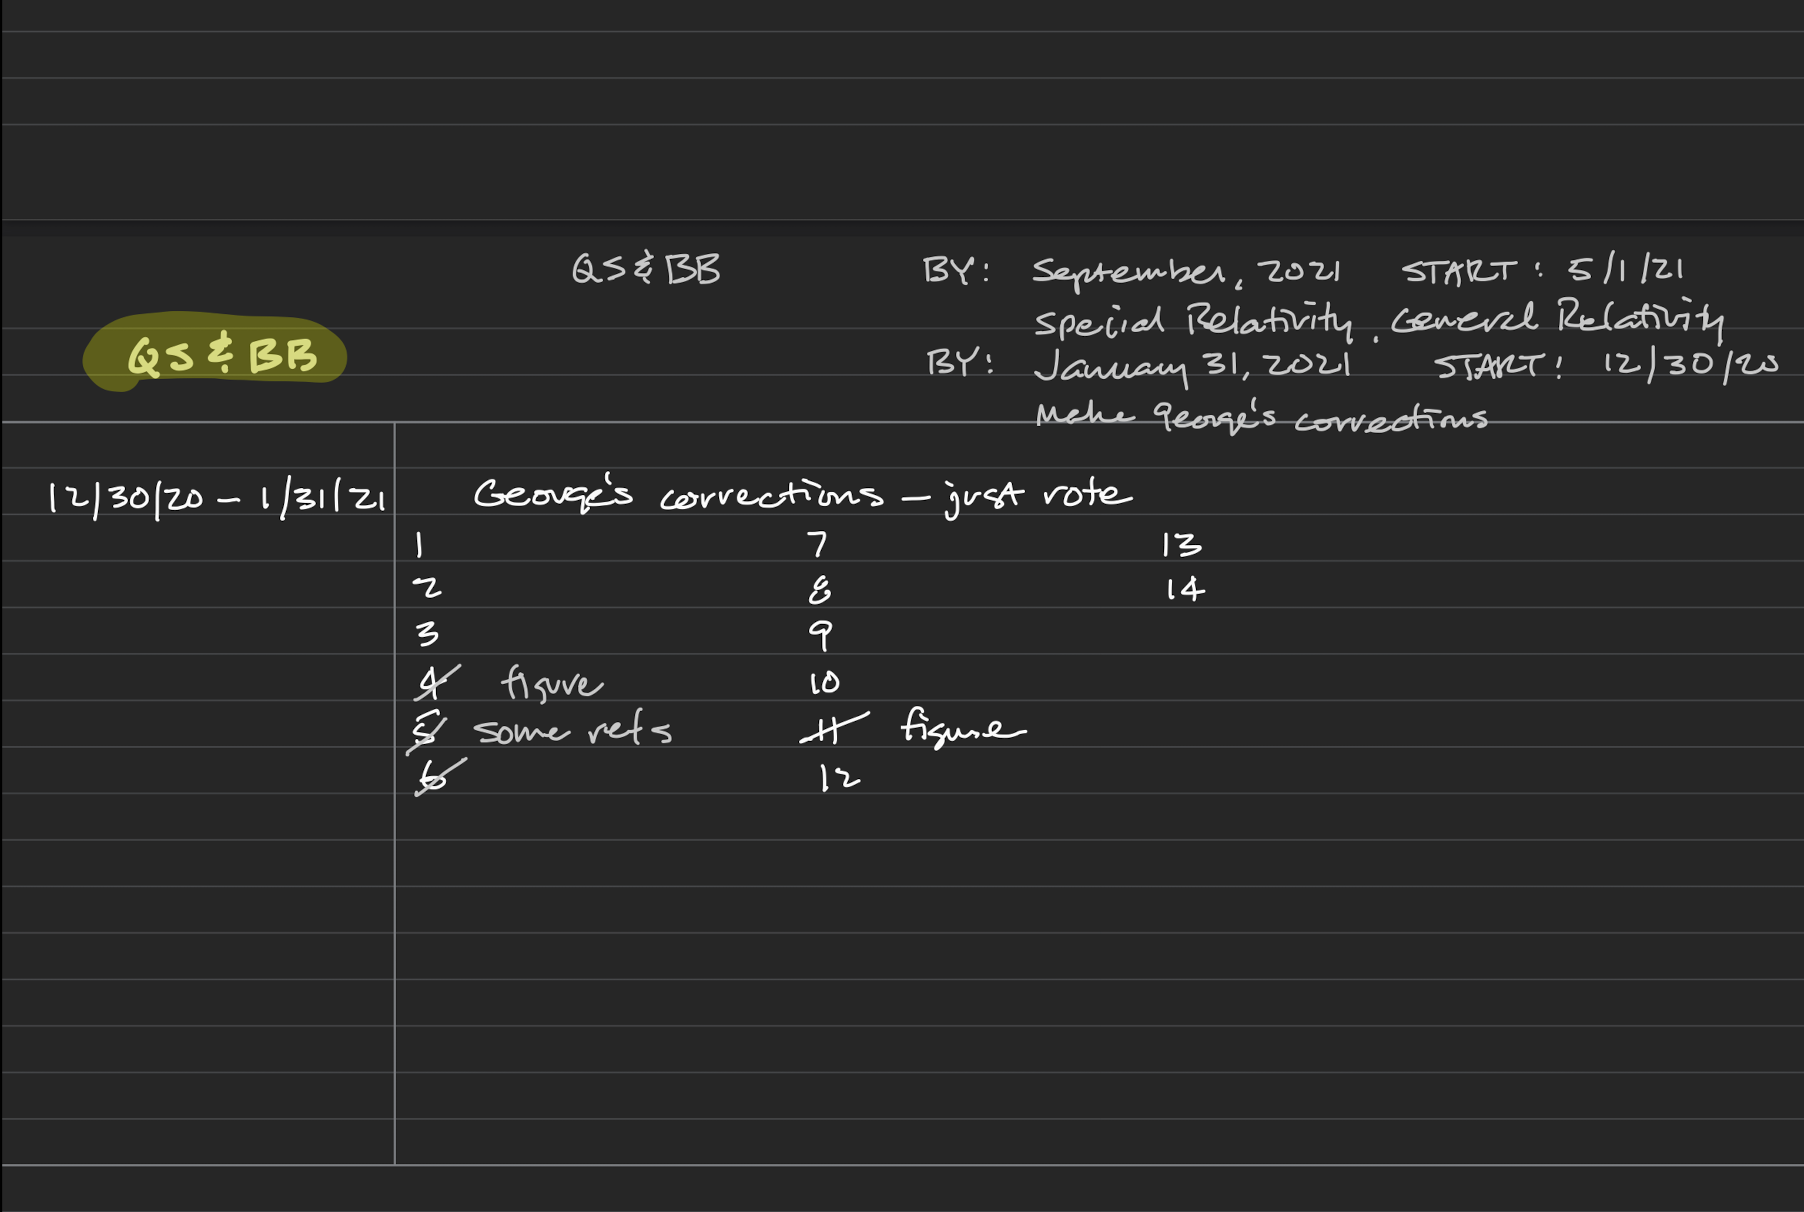 QS & BB BY: September, 2021 START: 5/1/21
Special Relativity, General Relativity
QS & BB
BY: January 31, 2021 START: 12/30/20
Make George's corrections
12/30/20 - 1/31/21 George's corrections - just rote
1 7 13
2 8 14
3 9
4 figure 10
5 some refs 11 figure
6 12